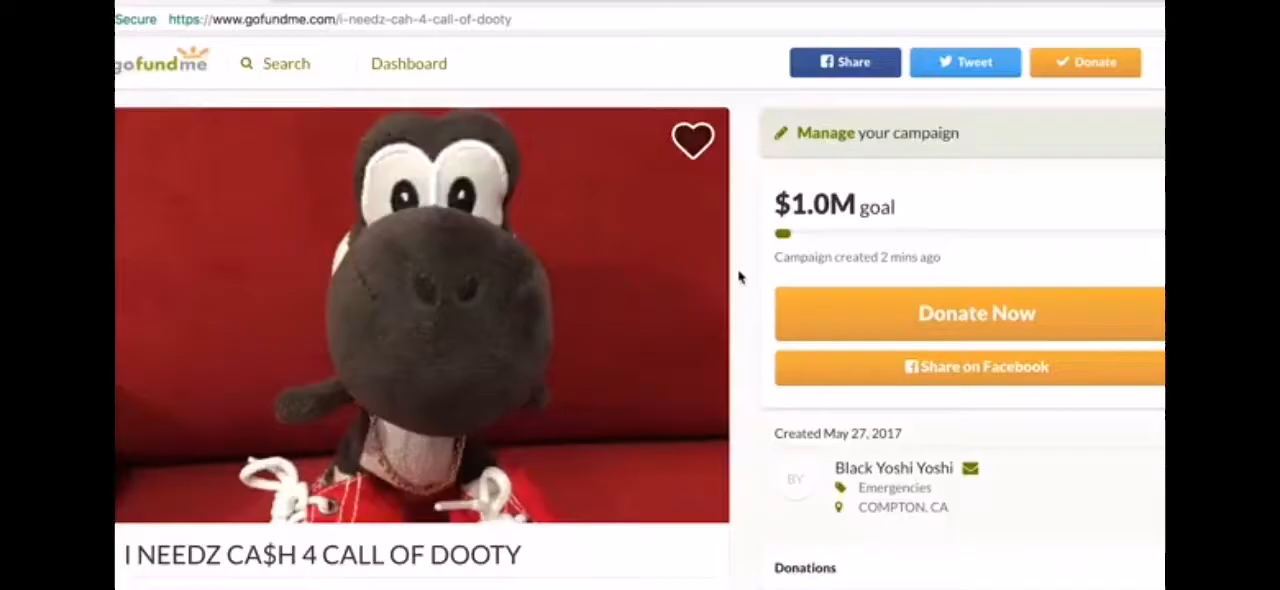 Secure https://www.gofundme.com/i-needz-cah-4-call-of-dooty
gofundme Search Dashboard Share Tweet Donate
Manage your campaign
$1.0M goal
Campaign created 2 mins ago
Donate Now
Share on Facebook
Created May 27, 2017
BY Black Yoshi Yoshi
Emergencies
COMPTON, CA
I NEEDZ CA$H 4 CALL OF DOOTY
Donations